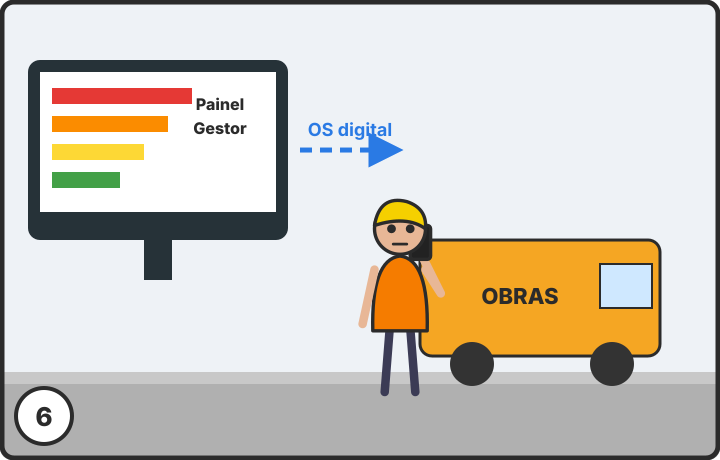 Painel
Gestor
OS digital
OBRAS
6